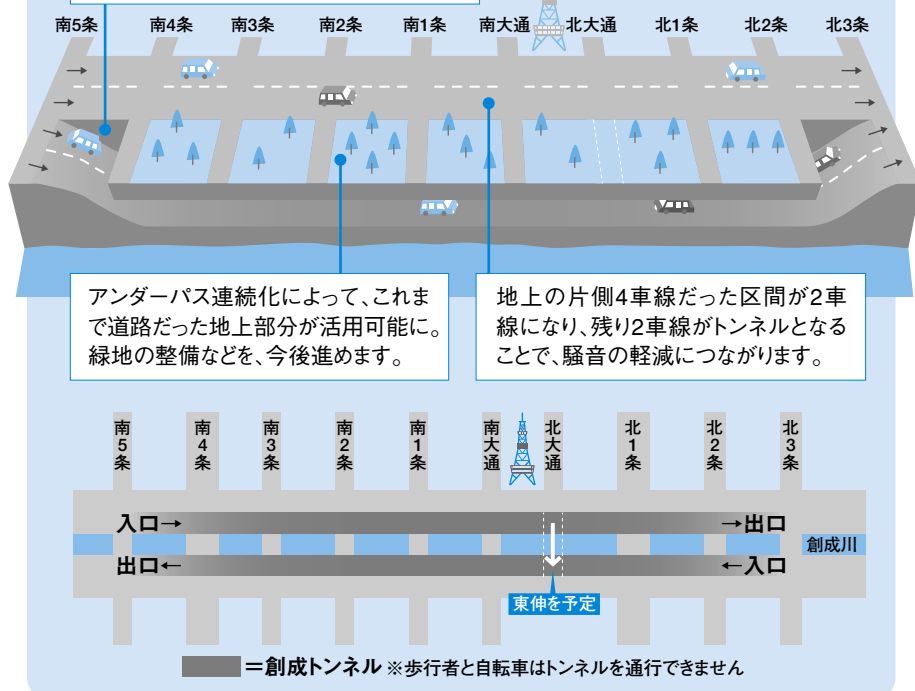 南5条 南4条 南3条 南2条 南1条 南大通 北大通 北1条 北2条 北3条
アンダーパス連続化によって、これま
で道路だった地上部分が活用可能に。
緑地の整備などを、今後進めます。
地上の片側4車線だった区間が2車
線になり、残り2車線がトンネルとなる
ことで、騒音の軽減につながります。
南5条
南4条
南3条
南2条
南1条
南大通
北大通
北1条
北2条
北3条
入口→ →出口
創成川
出口← ←入口
東伸を予定
=創成トンネル ※歩行者と自転車はトンネルを通行できません